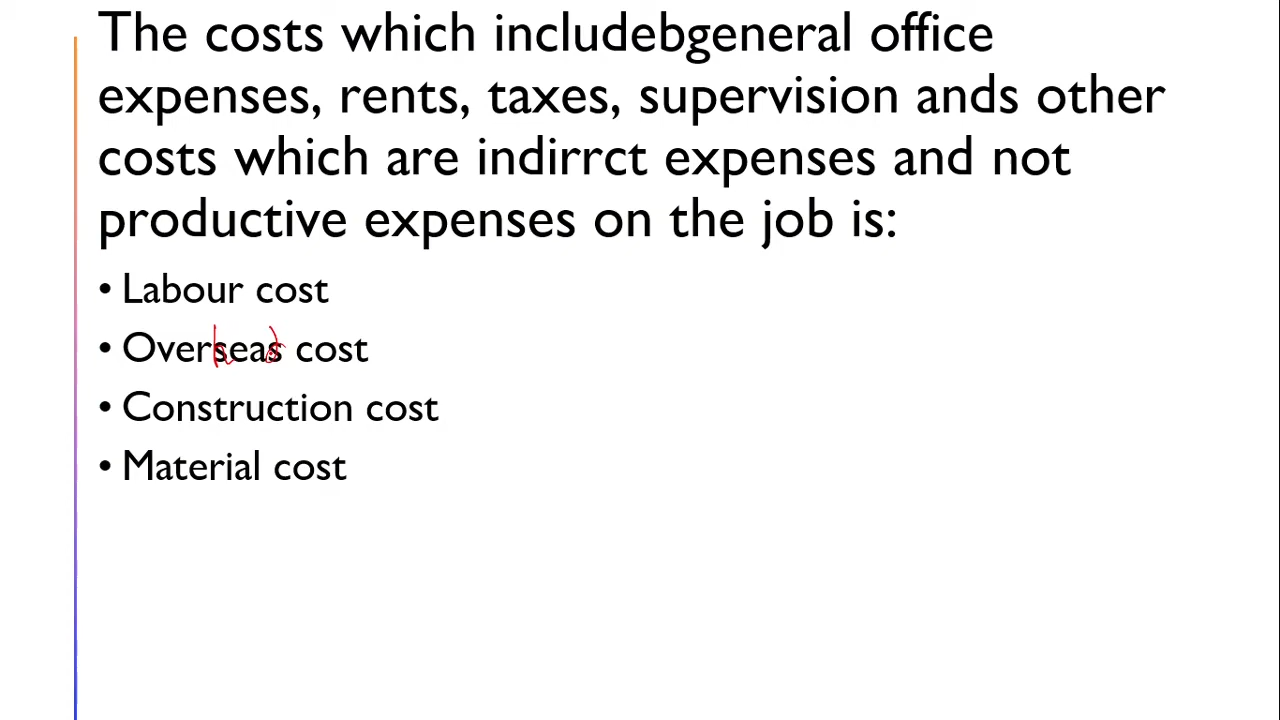 The costs which includebgeneral office
expenses, rents, taxes, supervision ands other
costs which are indirrct expenses and not
productive expenses on the job is:
• Labour cost
• Overseas cost
• Construction cost
• Material cost